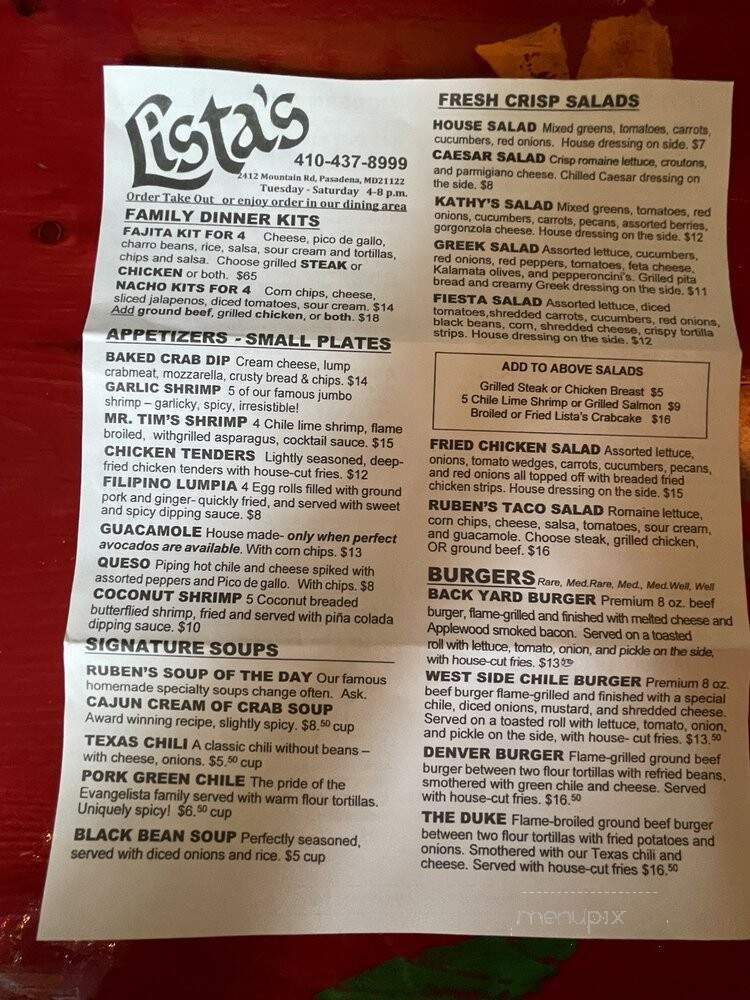 Lista's
410-437-8999
2412 Mountain Rd, Pasadena, MD21122
Tuesday - Saturday 4-8 p.m.
Order Take Out or enjoy order in our dining area
FAMILY DINNER KITS
FAJITA KIT FOR 4 Cheese, pico de gallo,
charro beans, rice, salsa, sour cream and tortillas,
chips and salsa. Choose grilled STEAK or
CHICKEN or both. $65
NACHO KITS FOR 4 Corn chips, cheese,
sliced jalapenos, diced tomatoes, sour cream. $14
Add ground beef, grilled chicken, or both. $18
APPETIZERS - SMALL PLATES
BAKED CRAB DIP Cream cheese, lump
crabmeat, mozzarella, crusty bread & chips. $14
GARLIC SHRIMP 5 of our famous jumbo
shrimp – garlicky, spicy, irresistible!
MR. TIM'S SHRIMP 4 Chile lime shrimp, flame
broiled, withgrilled asparagus, cocktail sauce. $15
CHICKEN TENDERS Lightly seasoned, deep-
fried chicken tenders with house-cut fries. $12
FILIPINO LUMPIA 4 Egg rolls filled with ground
pork and ginger- quickly fried, and served with sweet
and spicy dipping sauce. $8
GUACAMOLE House made- only when perfect
avocados are available. With corn chips. $13
QUESO Piping hot chile and cheese spiked with
assorted peppers and Pico de gallo. With chips. $8
COCONUT SHRIMP 5 Coconut breaded
butterflied shrimp, fried and served with piña colada
dipping sauce. $10
SIGNATURE SOUPS
RUBEN'S SOUP OF THE DAY Our famous
homemade specialty soups change often. Ask.
CAJUN CREAM OF CRAB SOUP
Award winning recipe, slightly spicy. $8.50 cup
TEXAS CHILI A classic chili without beans –
with cheese, onions. $5.50 cup
PORK GREEN CHILE The pride of the
Evangelista family served with warm flour tortillas.
Uniquely spicy! $6.50 cup
BLACK BEAN SOUP Perfectly seasoned,
served with diced onions and rice. $5 cup
FRESH CRISP SALADS
HOUSE SALAD Mixed greens, tomatoes, carrots,
cucumbers, red onions. House dressing on side. $7
CAESAR SALAD Crisp romaine lettuce, croutons,
and parmigiano cheese. Chilled Caesar dressing on
the side. $8
KATHY'S SALAD Mixed greens, tomatoes, red
onions, cucumbers, carrots, pecans, assorted berries,
gorgonzola cheese. House dressing on the side. $12
GREEK SALAD Assorted lettuce, cucumbers,
red onions, red peppers, tomatoes, feta cheese,
Kalamata olives, and pepperoncini's. Grilled pita
bread and creamy Greek dressing on the side. $11
FIESTA SALAD Assorted lettuce, diced
tomatoes,shredded carrots, cucumbers, red onions,
black beans, corn, shredded cheese, crispy tortilla
strips. House dressing on the side. $12
ADD TO ABOVE SALADS
Grilled Steak or Chicken Breast $5
5 Chile Lime Shrimp or Grilled Salmon $9
Broiled or Fried Lista's Crabcake $16
FRIED CHICKEN SALAD Assorted lettuce,
onions, tomato wedges, carrots, cucumbers, pecans,
and red onions all topped off with breaded fried
chicken strips. House dressing on the side. $15
RUBEN'S TACO SALAD Romaine lettuce,
corn chips, cheese, salsa, tomatoes, sour cream,
and guacamole. Choose steak, grilled chicken,
OR ground beef. $16
BURGERS Rare, Med.Rare, Med., Med.Well, Well
BACK YARD BURGER Premium 8 oz. beef
burger, flame-grilled and finished with melted cheese and
Applewood smoked bacon. Served on a toasted
roll with lettuce, tomato, onion, and pickle on the side,
with house-cut fries. $13.50
WEST SIDE CHILE BURGER Premium 8 oz.
beef burger flame-grilled and finished with a special
chile, diced onions, mustard, and shredded cheese.
Served on a toasted roll with lettuce, tomato, onion,
and pickle on the side, with house- cut fries. $13.50
DENVER BURGER Flame-grilled ground beef
burger between two flour tortillas with refried beans,
smothered with green chile and cheese. Served
with house-cut fries. $16.50
THE DUKE Flame-broiled ground beef burger
between two flour tortillas with fried potatoes and
onions. Smothered with our Texas chili and
cheese. Served with house-cut fries $16.50
menupix